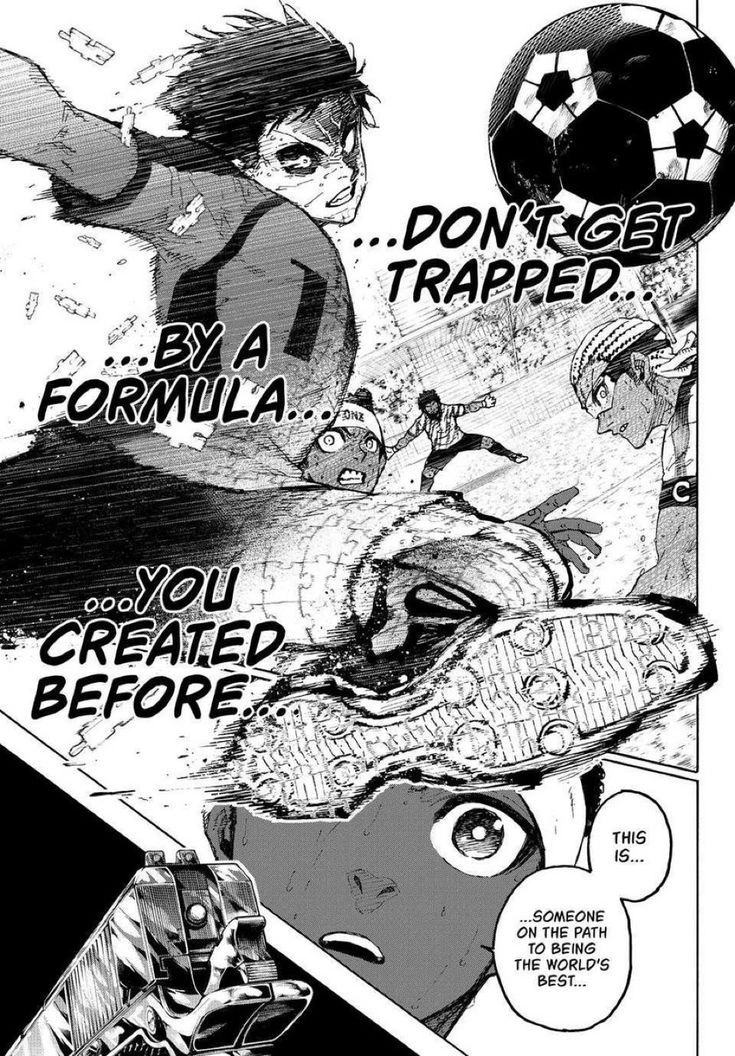 ...DON'T GET
TRAPPED...
...BY A
FORMULA...
ONE
C
...YOU
CREATED
BEFORE...
THIS
IS...
...SOMEONE
ON THE PATH
TO BEING
THE WORLD'S
BEST...